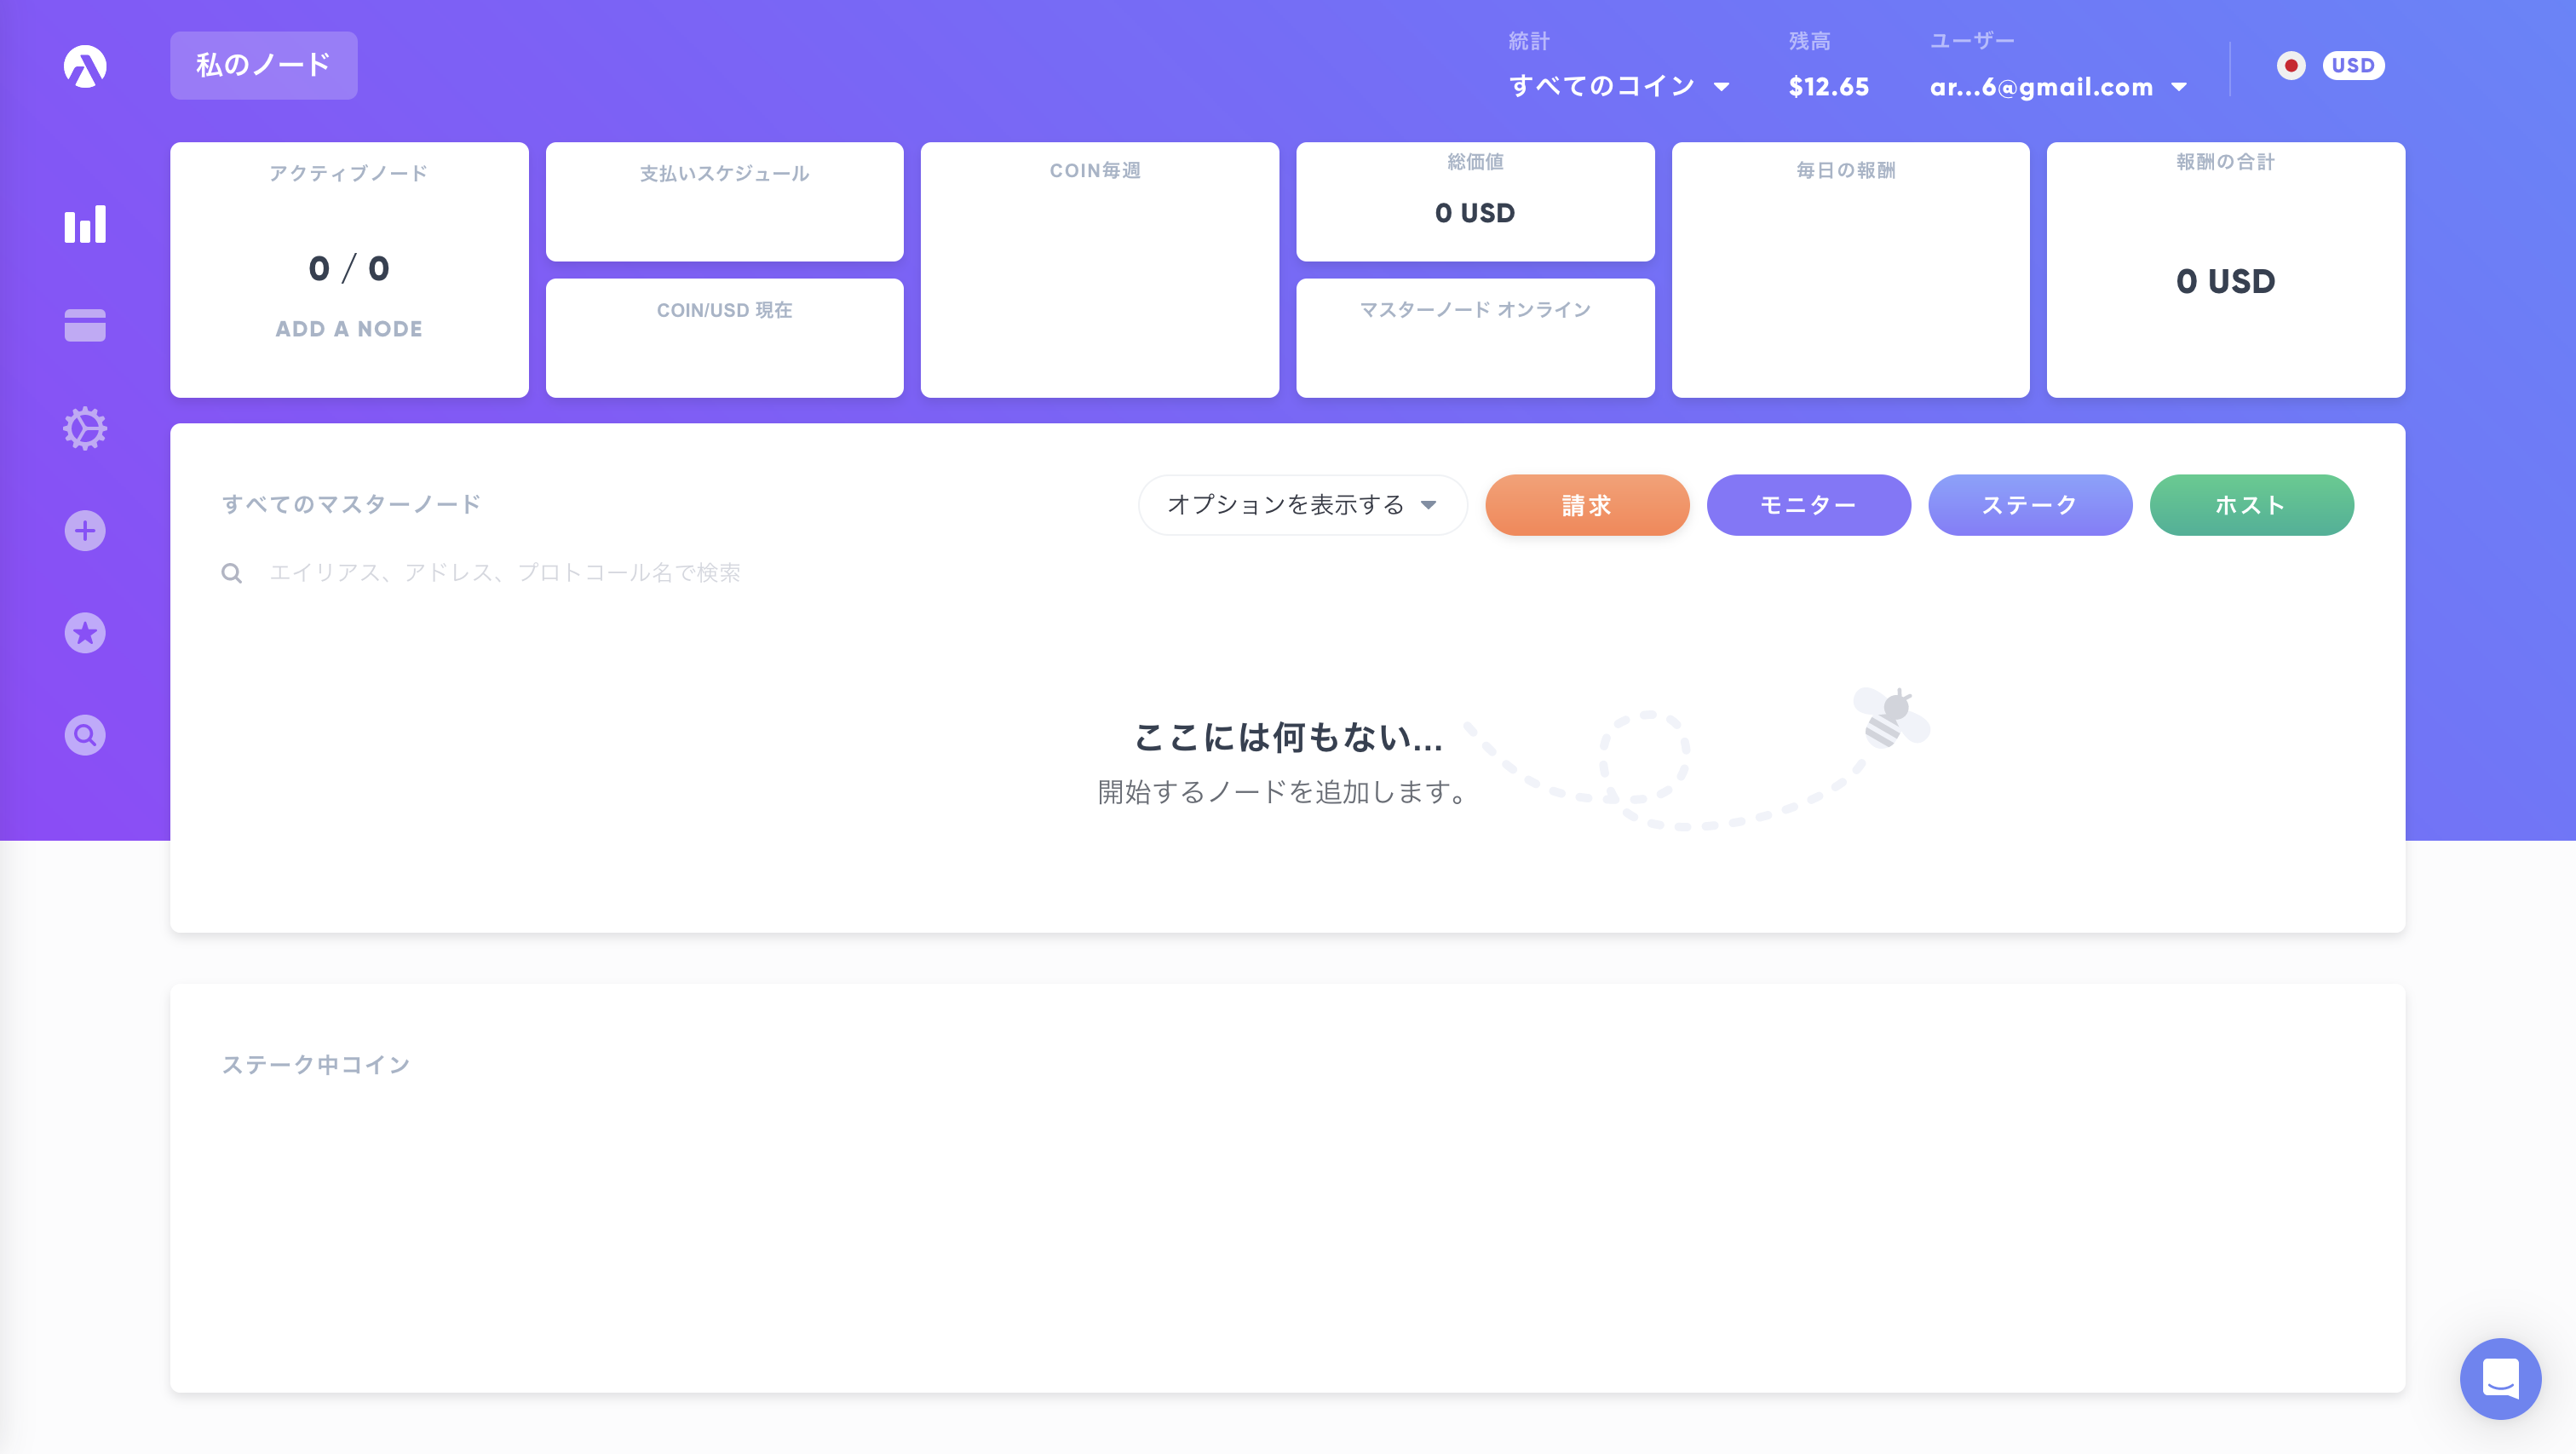 私のノード
統計
すべてのコイン
残高
$12.65
ユーザー
ar...6@gmail.com
USD
アクティブノード
0 / 0
ADD A NODE
支払いスケジュール
COIN/USD 現在
COIN毎週
総価値
0 USD
マスターノード オンライン
毎日の報酬
報酬の合計
0 USD
すべてのマスターノード
オプションを表示する
請求
モニター
ステーク
ホスト
エイリアス、アドレス、プロトコール名で検索
ここには何もない...
開始するノードを追加します。
ステーク中コイン